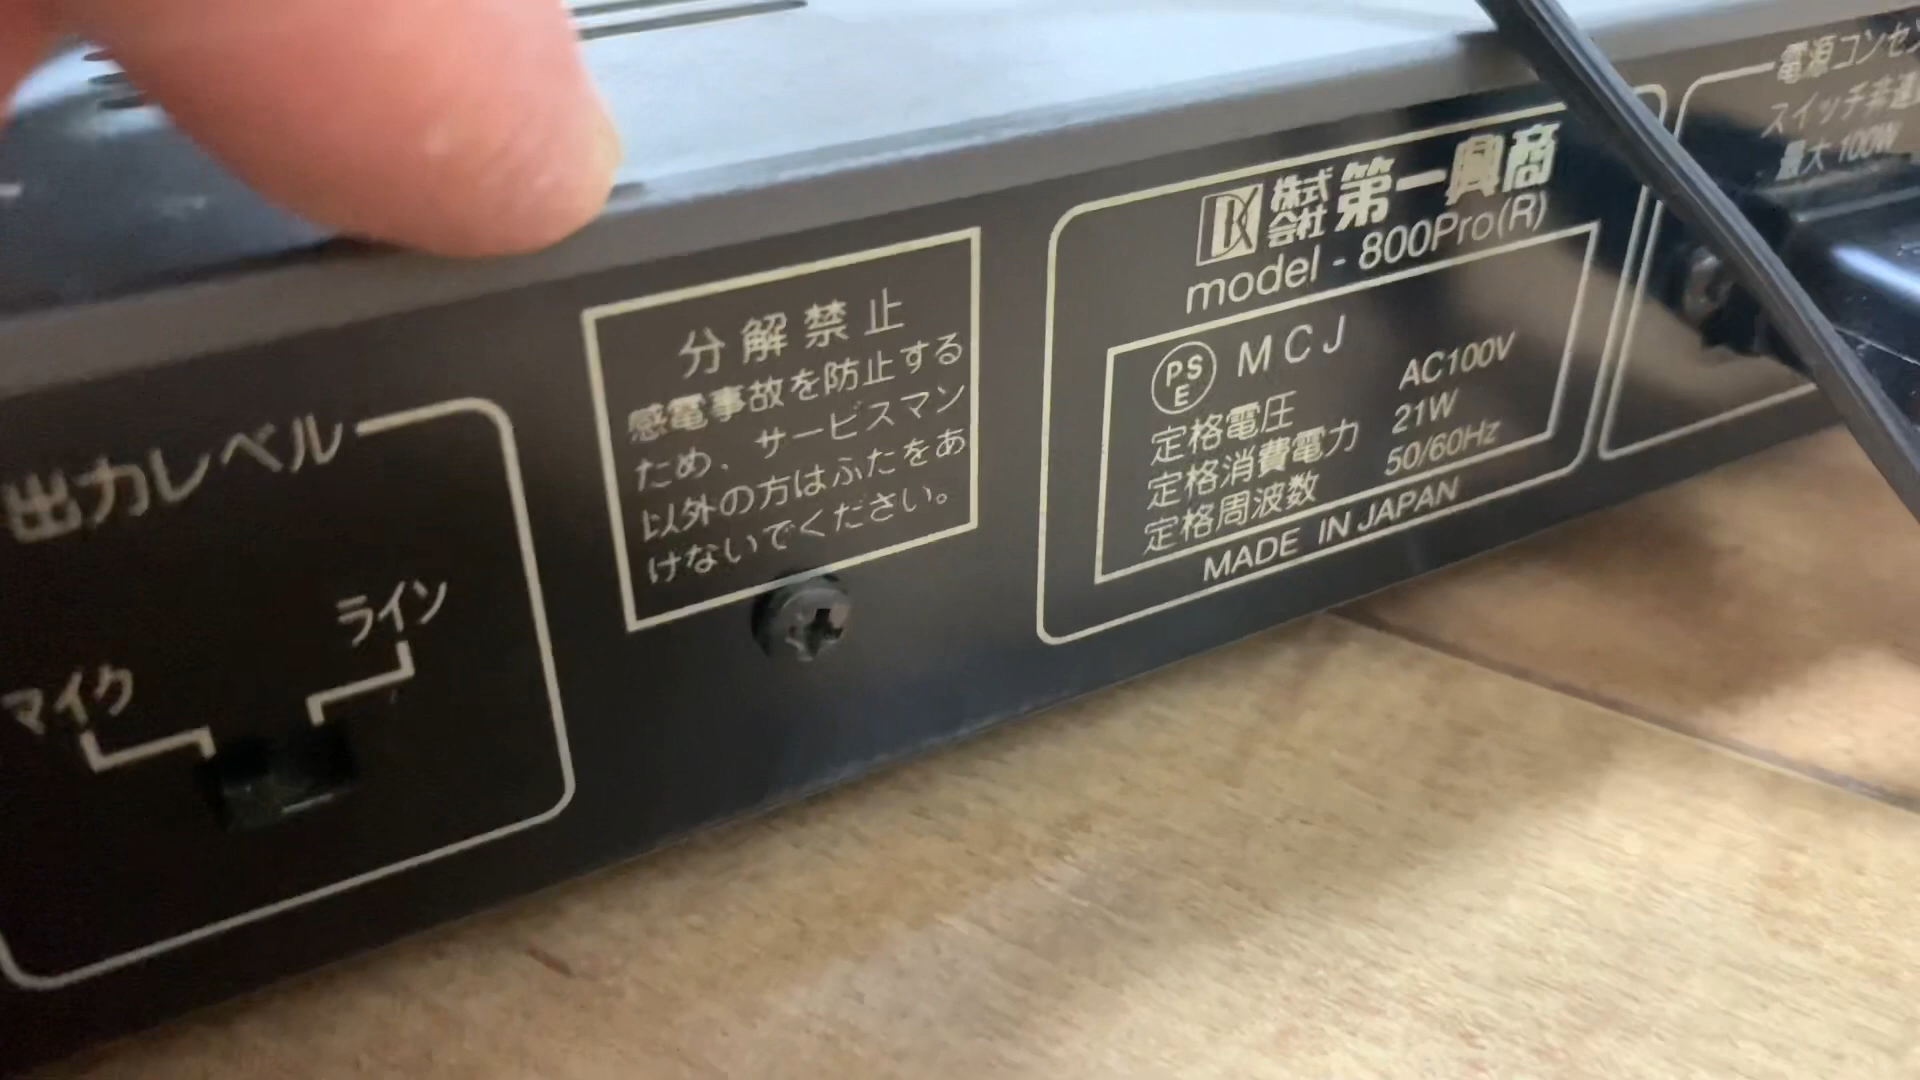 出力レベル
ライン
マイク
分解禁止
感電事故を防止する
ため、サービスマン
以外の方はふたをあ
けないでください。
DK 株式会社 第一興商
model - 800Pro(R)
PSE MCJ
定格電圧 AC100V
定格消費電力 21W
定格周波数 50/60Hz
MADE IN JAPAN
電源コンセン
スイッチ非連
最大 100W